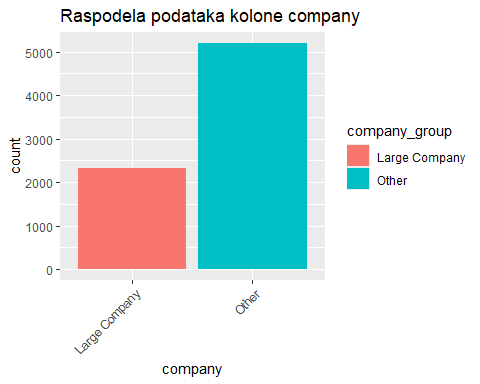 Raspodela podataka kolone company
count
5000
4000
3000
2000
1000
0
Large Company
Other
company
company_group
Large Company
Other